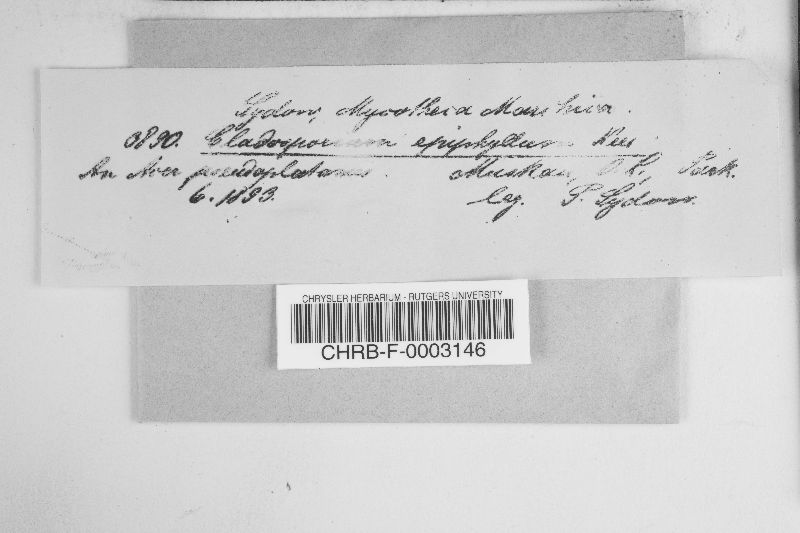 Sydow, Mycotheca Marchica.
3890. Cladosporium epiphyllum Nees
An Acer pseudoplatanus. Muskau, O. L., Park.
6. 1893. leg. P. Sydow.
CHRYSLER HERBARIUM - RUTGERS UNIVERSITY
CHRB-F-0003146